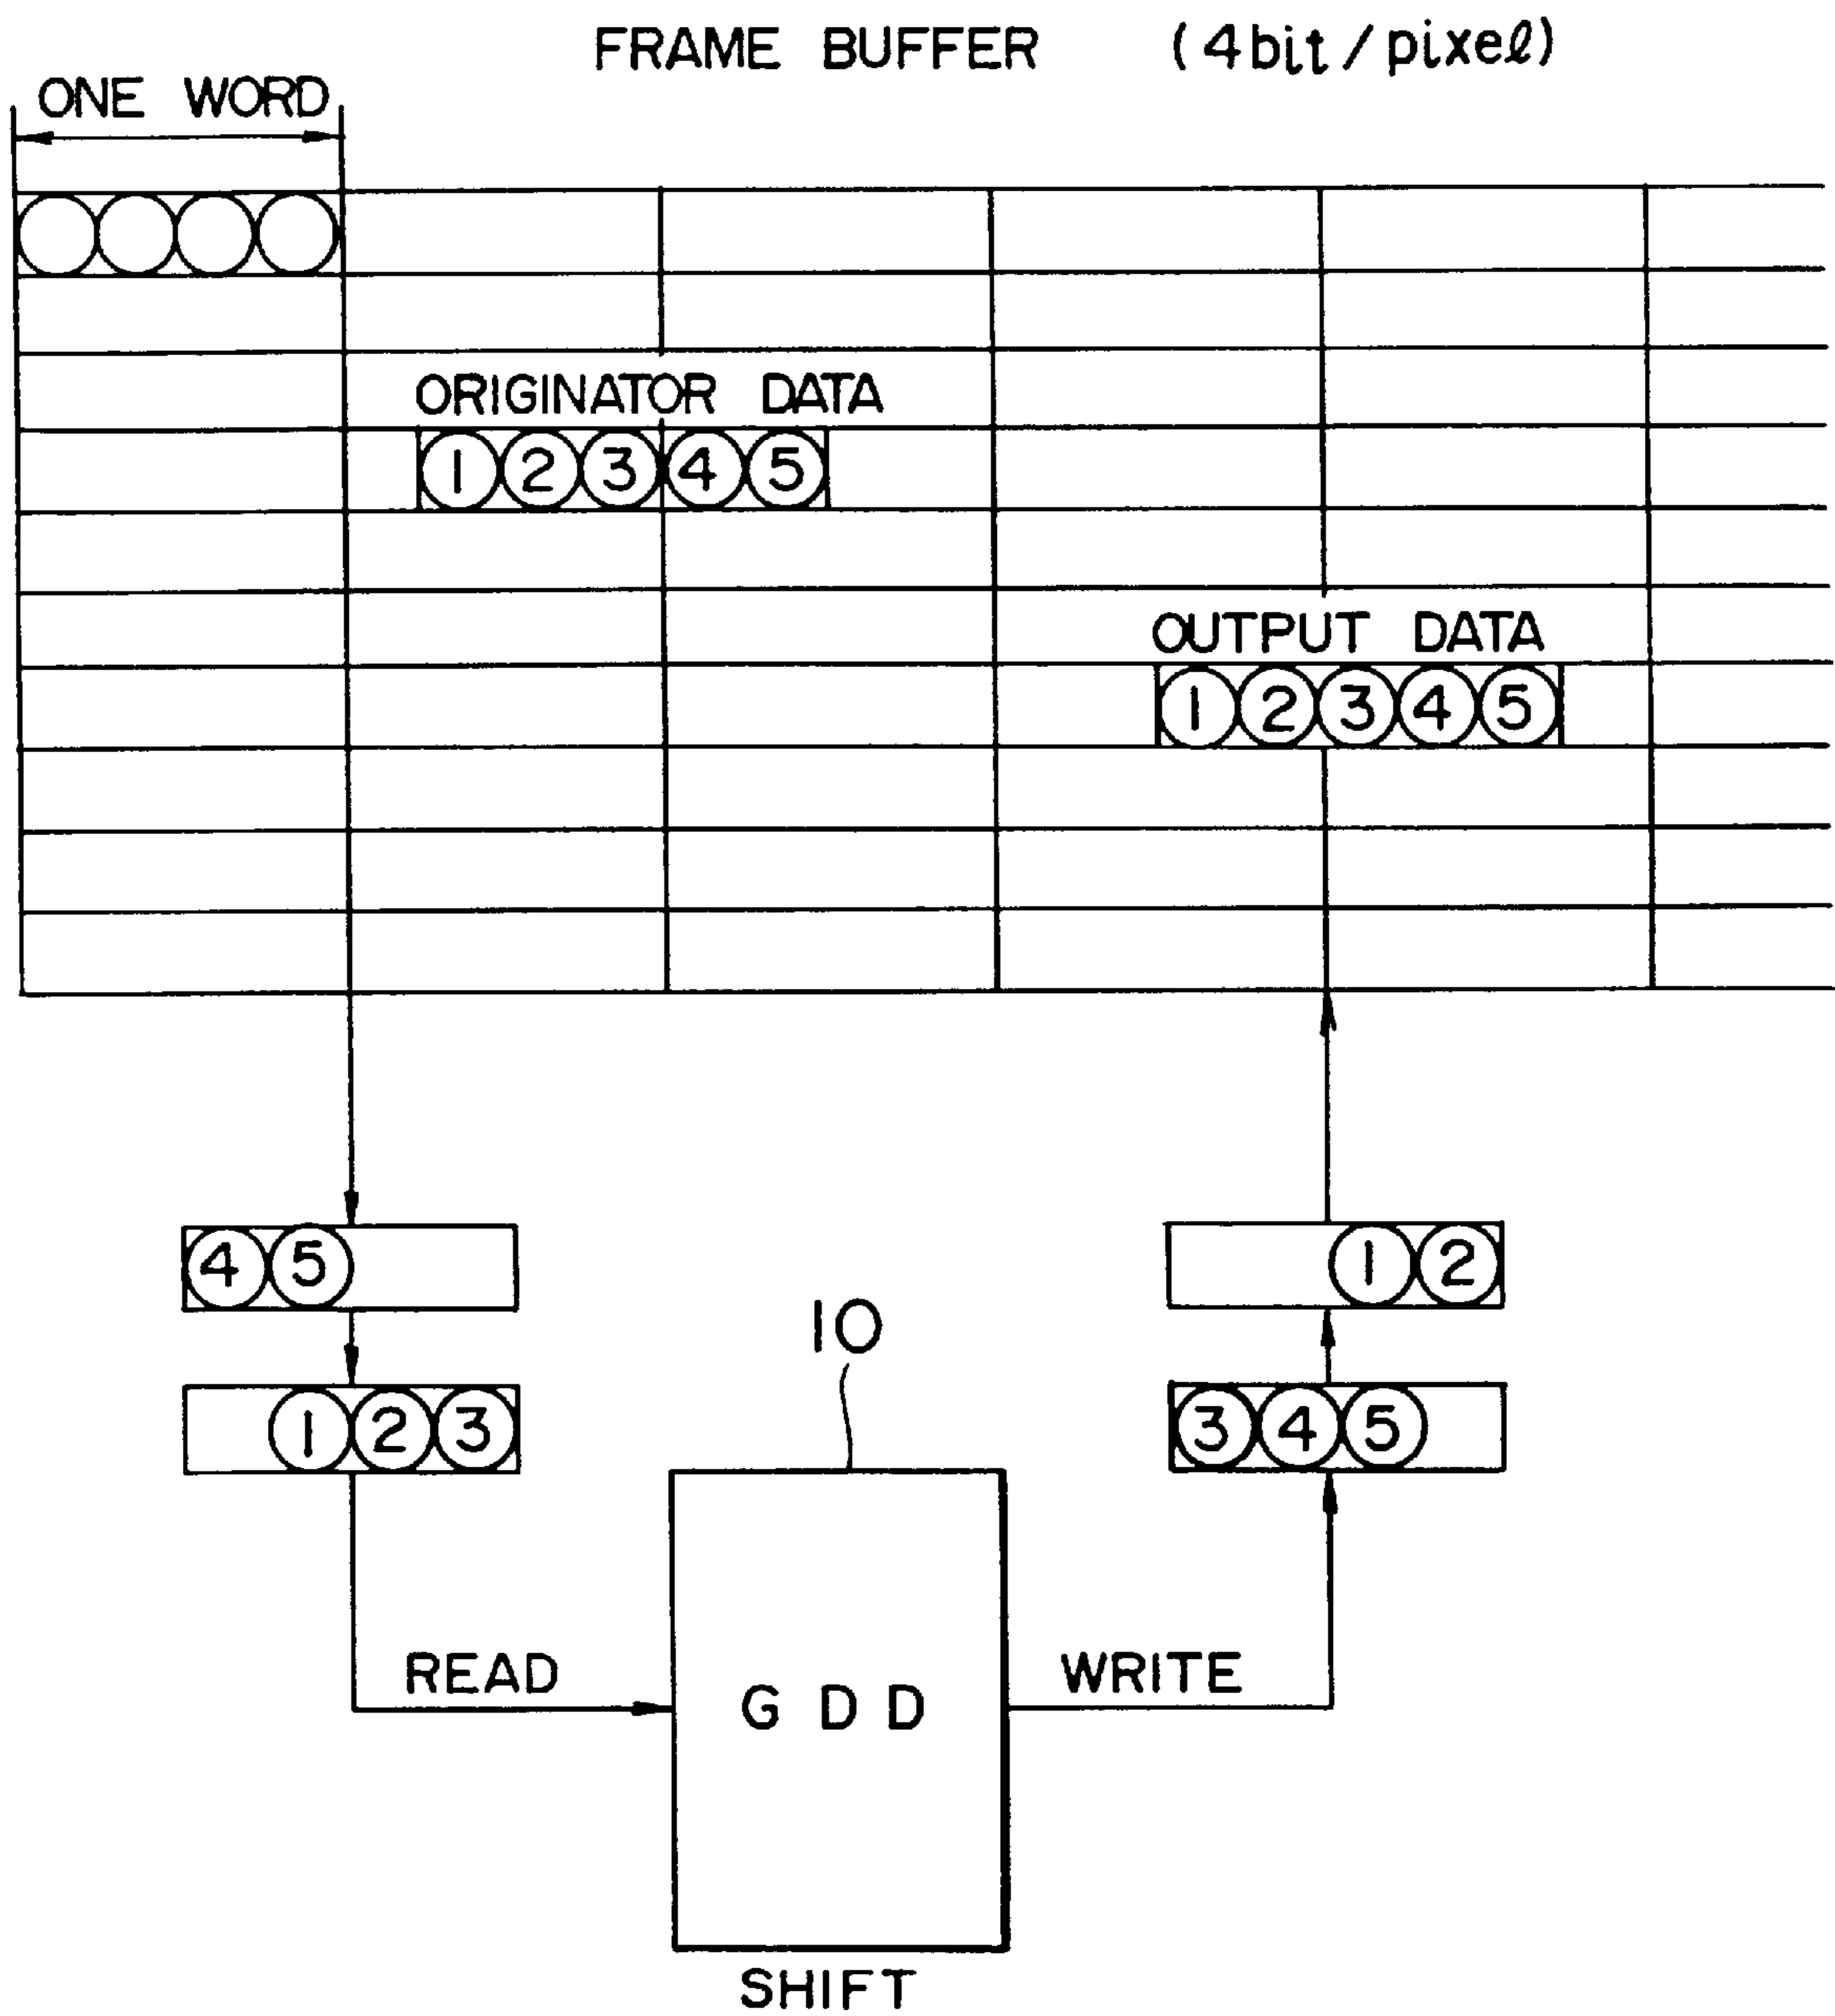 FRAME BUFFER (4bit/pixel)
ONE WORD
ORIGINATOR DATA
① ② ③ ④ ⑤
OUTPUT DATA
① ② ③ ④ ⑤
④ ⑤
① ②
① ② ③
③ ④ ⑤
10
READ
GDD
WRITE
SHIFT